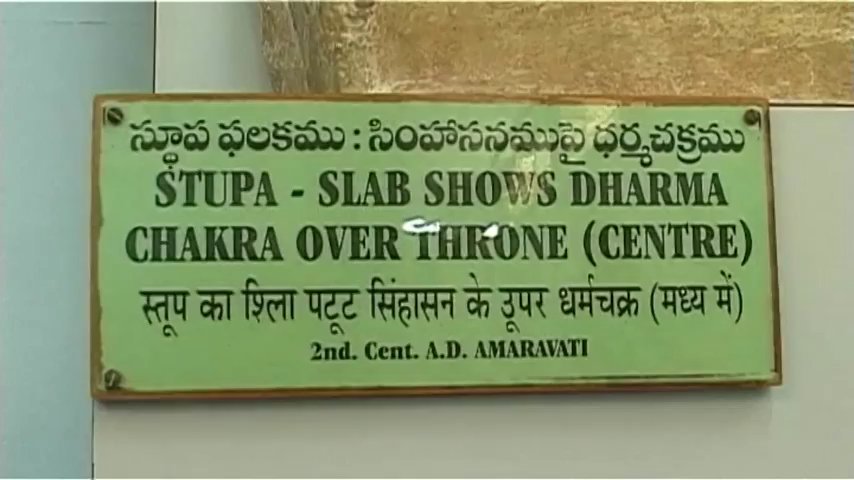 స్థూప ఫలకము : సింహాసనముపై ధర్మచక్రము
STUPA - SLAB SHOWS DHARMA
CHAKRA OVER THRONE (CENTRE)
स्तूप का शिला पटूट सिंहासन के उूपर धर्मचक्र (मध्य में)
2nd. Cent. A.D. AMARAVATI